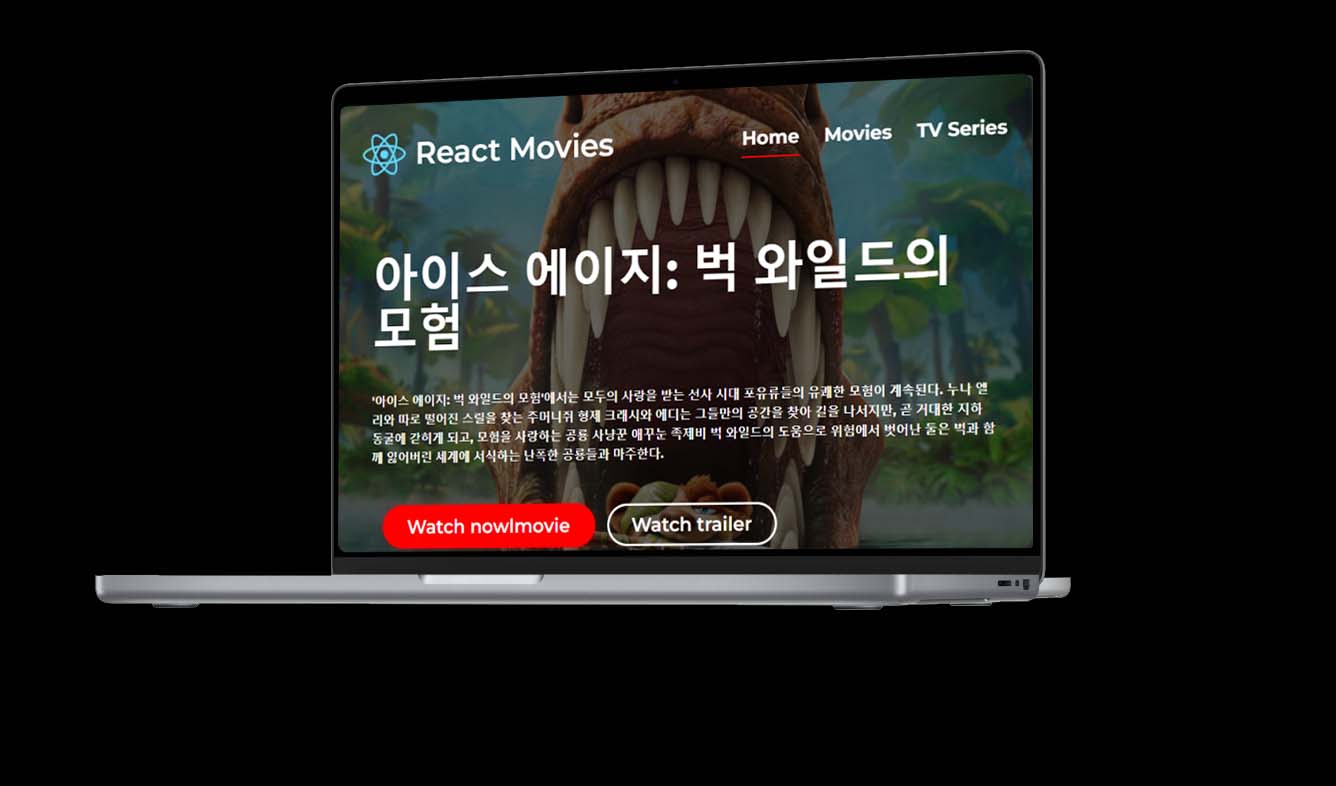 React Movies
Home
Movies
TV Series
아이스 에이지: 벅 와일드의
모험
'아이스 에이지: 벅 와일드의 모험'에서는 모두의 사랑을 받는 선사 시대 포유류들의 유쾌한 모험이 계속된다. 누나 엘
리와 따로 떨어진 스릴을 찾는 주머니쥐 형제 크래시와 에디는 그들만의 공간을 찾아 길을 나서지만, 곧 거대한 지하
동굴에 갇히게 되고, 모험을 사랑하는 공룡 사냥꾼 애꾸눈 족제비 벅 와일드의 도움으로 위험에서 벗어난 둘은 벅과 함
께 잃어버린 세계에 서식하는 난폭한 공룡들과 마주한다.
Watch nowlmovie
Watch trailer